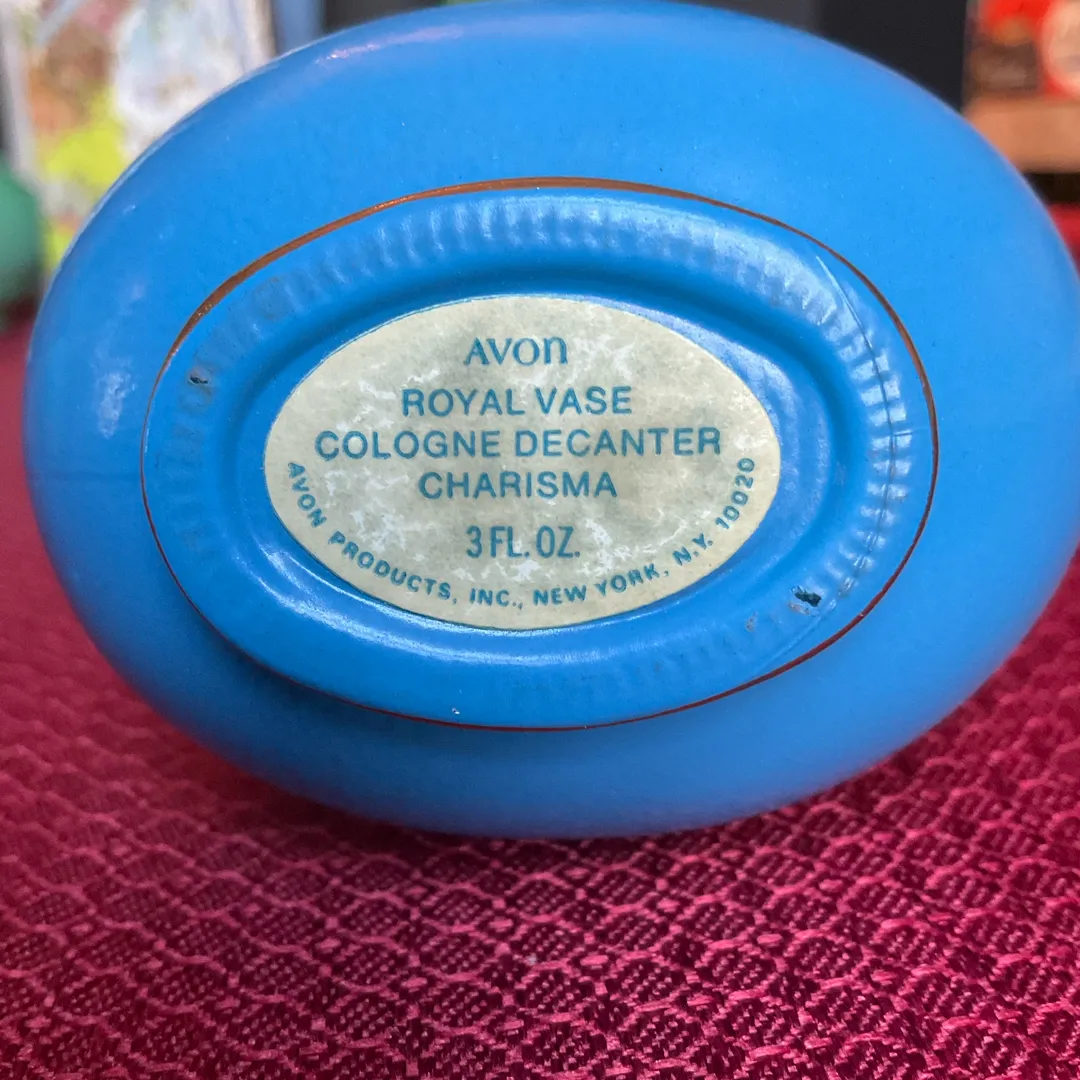 AVON
ROYAL VASE
COLOGNE DECANTER
CHARISMA
3 FL. OZ.
AVON PRODUCTS, INC., NEW YORK, N.Y. 10020